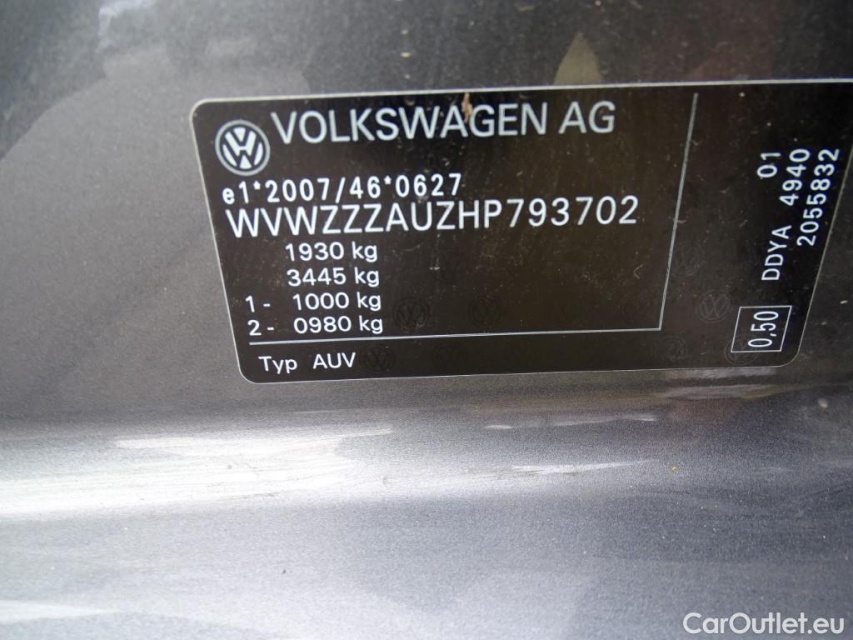 VOLKSWAGEN AG
e1*2007/46*0627
WVWZZZAUZHP793702
1930 kg
3445 kg
1- 1000 kg
2- 0980 kg
Typ AUV
01
DDYA 4940
2055832
0,50
CarOutlet.eu